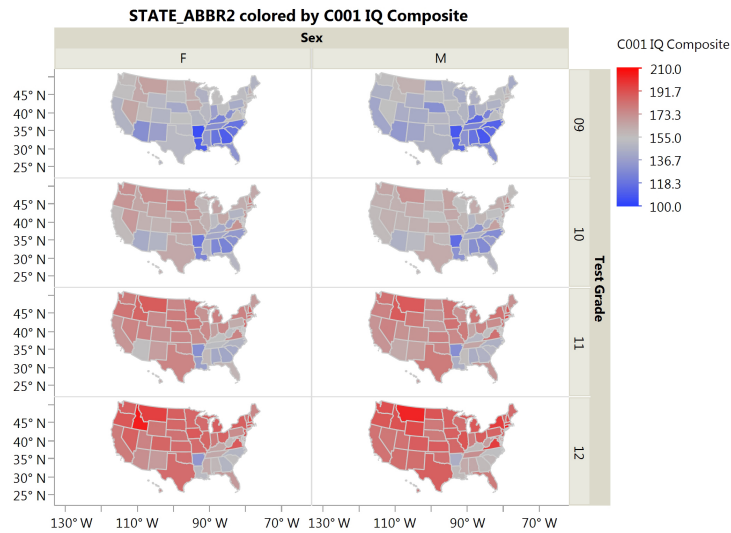 STATE_ABBR2 colored by C001 IQ Composite
Sex
F M
C001 IQ Composite
210.0
191.7
173.3
155.0
136.7
118.3
100.0
45° N
40° N
35° N
30° N
25° N
09
45° N
40° N
35° N
30° N
25° N
10
Test Grade
45° N
40° N
35° N
30° N
25° N
11
45° N
40° N
35° N
30° N
25° N
12
130° W 110° W 90° W 70° W 130° W 110° W 90° W 70° W